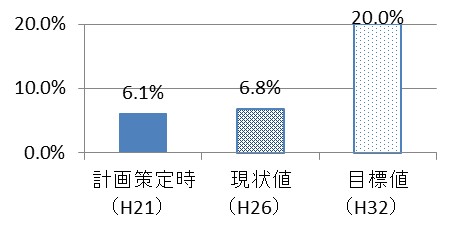 20.0%
20.0%
10.0%
6.1%
6.8%
0.0%
計画策定時
現状値
目標値
（H21）
（H26）
（H32）